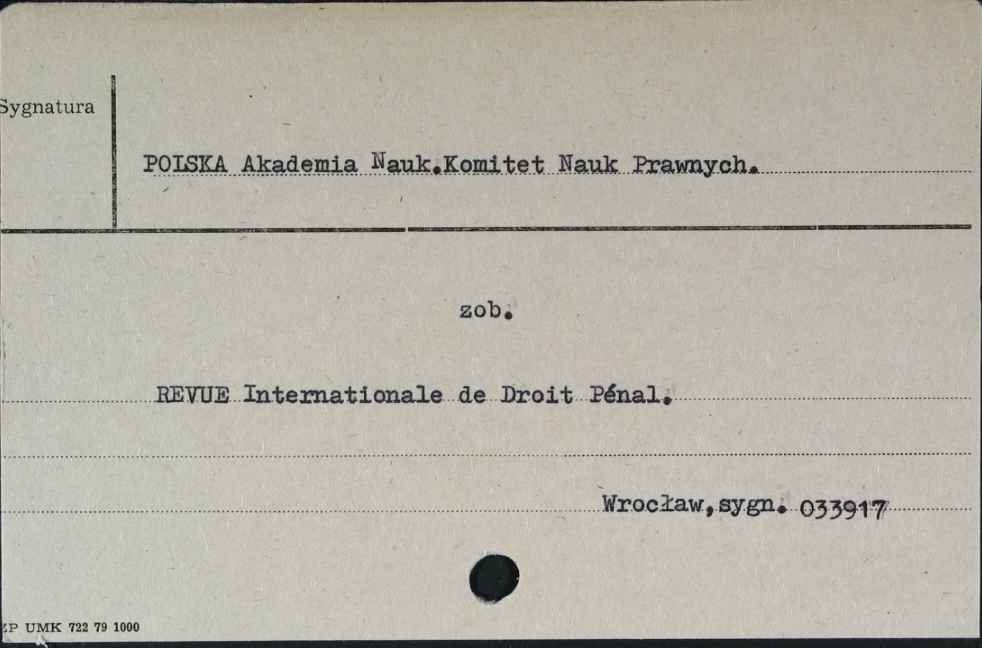 Sygnatura
POLSKA Akademia Nauk.Komitet Nauk Prawnych.
zob.
REVUE Internationale de Droit Pénal.
Wrocław,sygn. 033917
ZP UMK 722 79 1000